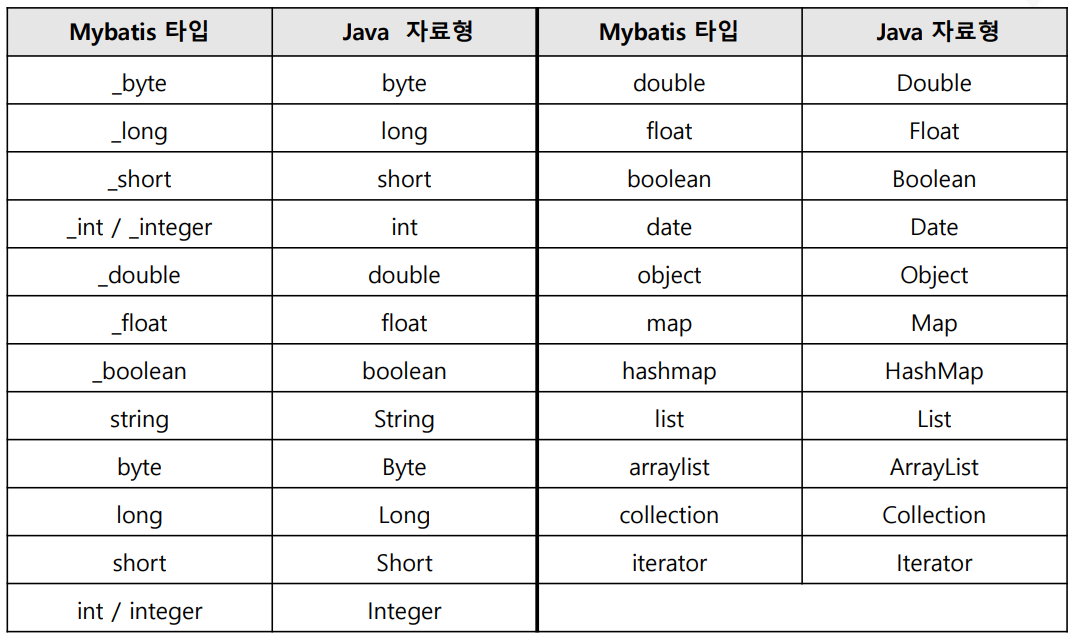 Mybatis 타입 Java 자료형 Mybatis 타입 Java 자료형
_byte byte double Double
_long long float Float
_short short boolean Boolean
_int / _integer int date Date
_double double object Object
_float float map Map
_boolean boolean hashmap HashMap
string String list List
byte Byte arraylist ArrayList
long Long collection Collection
short Short iterator Iterator
int / integer Integer